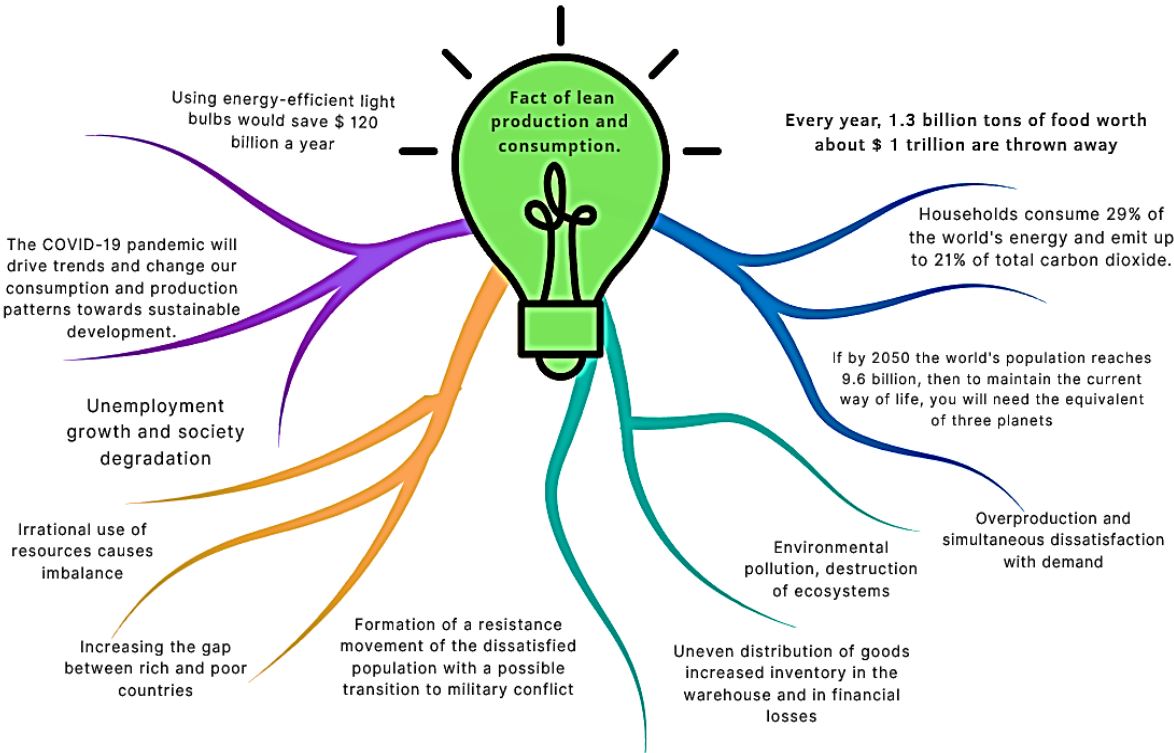 Fact of lean
production and
consumption.
Using energy-efficient light
bulbs would save $ 120
billion a year
The COVID-19 pandemic will
drive trends and change our
consumption and production
patterns towards sustainable
development.
Unemployment
growth and society
degradation
Irrational use of
resources causes
imbalance
Increasing the gap
between rich and poor
countries
Formation of a resistance
movement of the dissatisfied
population with a possible
transition to military conflict
Every year, 1.3 billion tons of food worth
about $ 1 trillion are thrown away
Households consume 29% of
the world's energy and emit up
to 21% of total carbon dioxide.
If by 2050 the world's population reaches
9.6 billion, then to maintain the current
way of life, you will need the equivalent
of three planets
Overproduction and
simultaneous dissatisfaction
with demand
Environmental
pollution, destruction
of ecosystems
Uneven distribution of goods
increased inventory in the
warehouse and in financial
losses